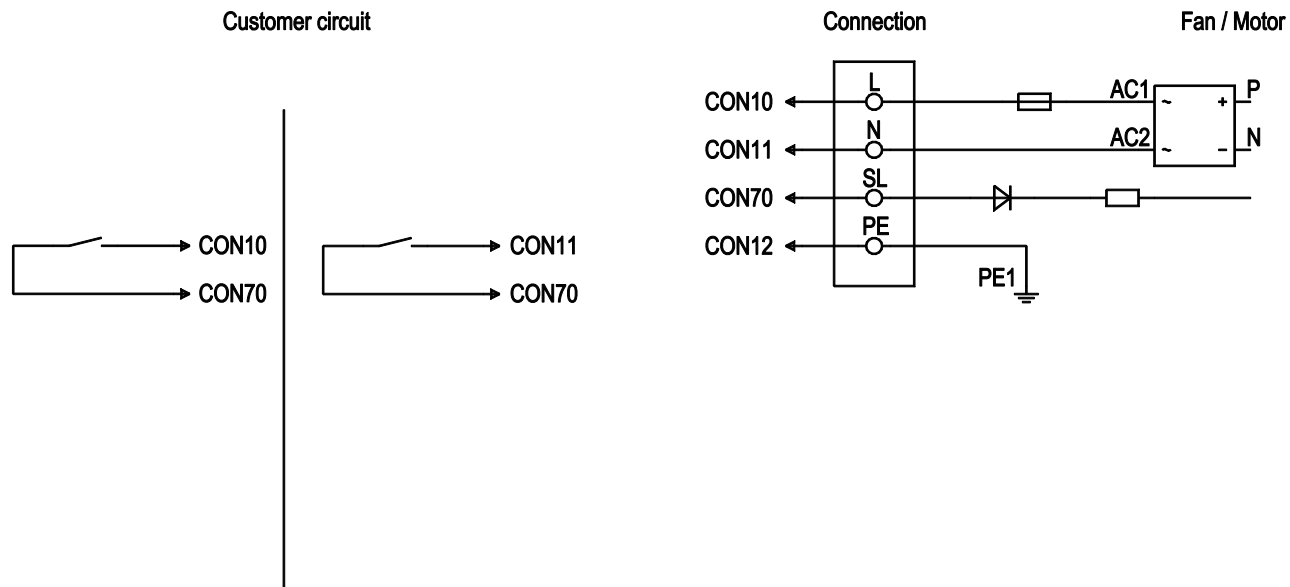 Customer circuit
Connection
Fan / Motor
CON10
CON70
CON11
CON70
CON10
L
AC1
~
+
P
CON11
N
AC2
~
-
N
CON70
SL
CON12
PE
PE1